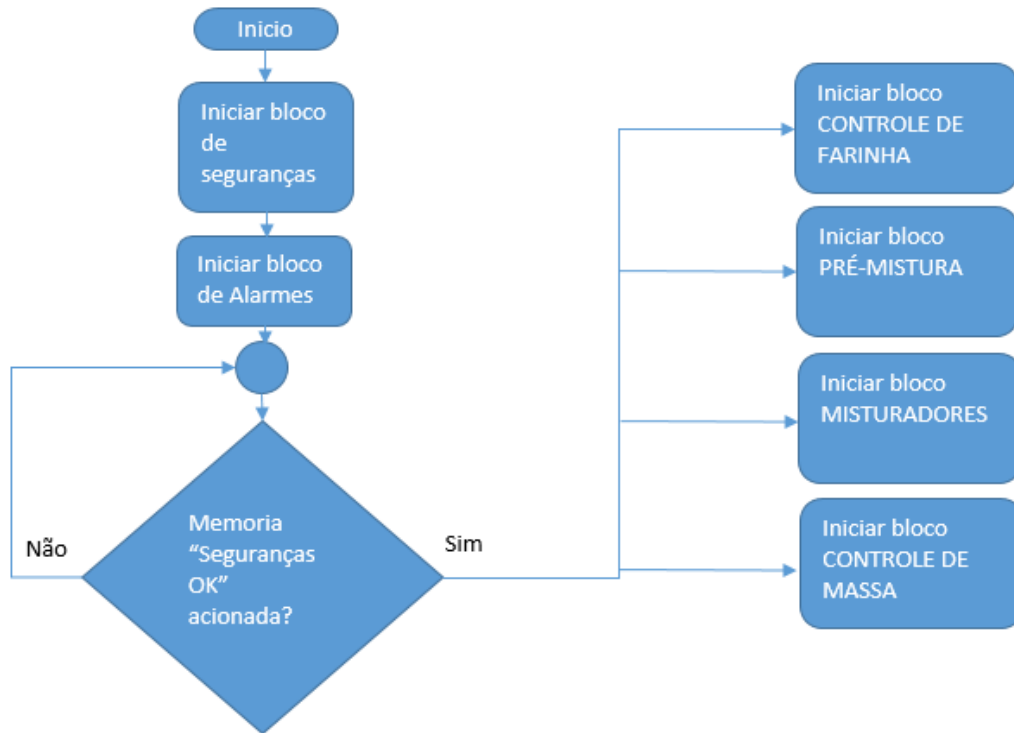 Inicio
Iniciar bloco
de
seguranças
Iniciar bloco
de Alarmes
Memoria
“Seguranças
OK”
acionada?
Não
Sim
Iniciar bloco
CONTROLE DE
FARINHA
Iniciar bloco
PRÉ-MISTURA
Iniciar bloco
MISTURADORES
Iniciar bloco
CONTROLE DE
MASSA